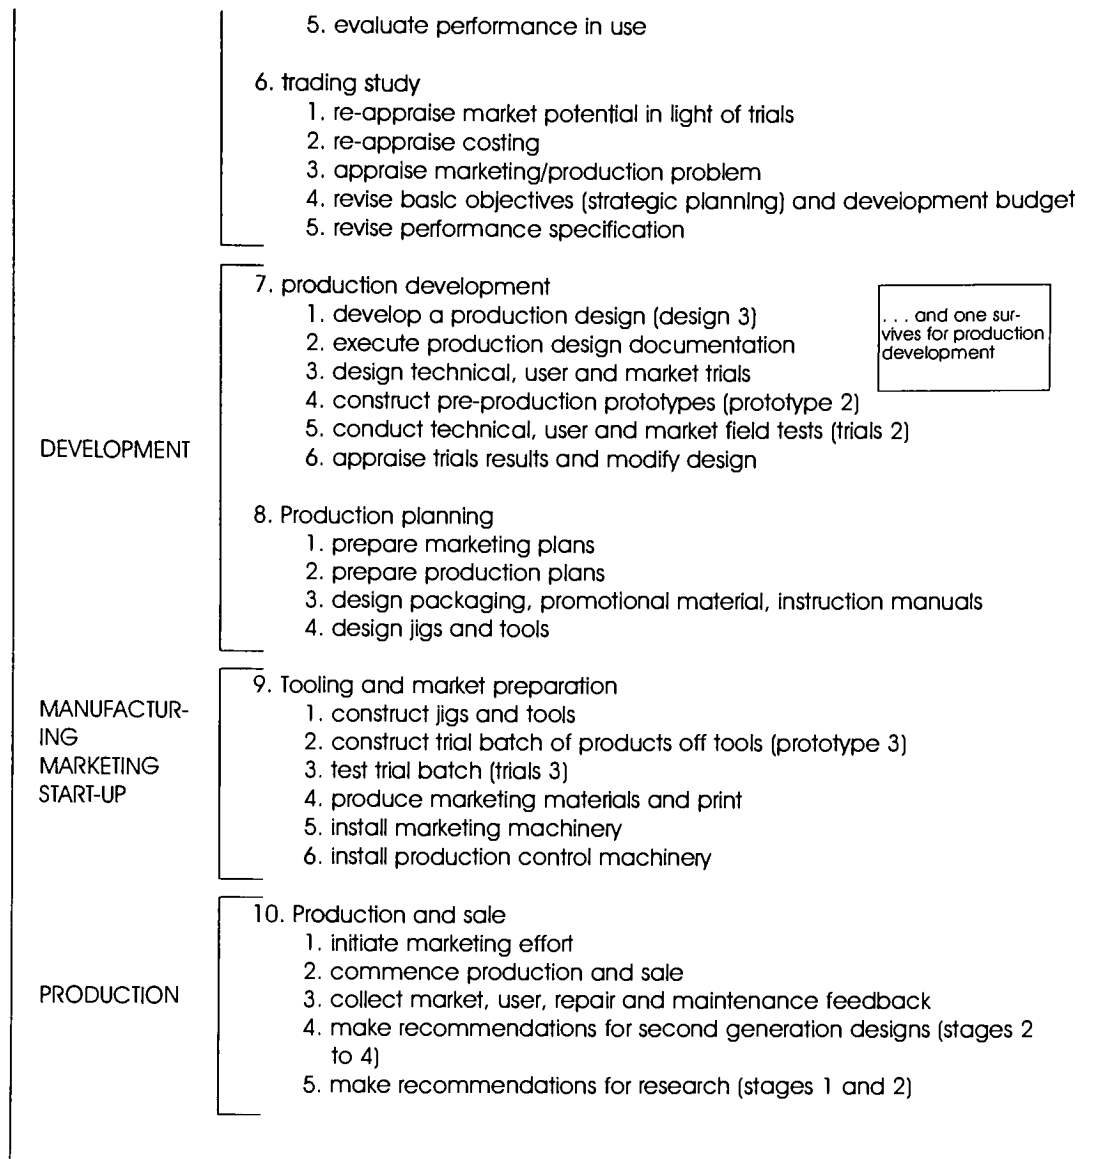 5. evaluate performance in use
6. trading study
1. re-appraise market potential in light of trials
2. re-appraise costing
3. appraise marketing/production problem
4. revise basic objectives (strategic planning) and development budget
5. revise performance specification
7. production development
1. develop a production design (design 3)
2. execute production design documentation
3. design technical, user and market trials
4. construct pre-production prototypes (prototype 2)
5. conduct technical, user and market field tests (trials 2)
6. appraise trials results and modify design
. . . and one sur-
vives for production
development
DEVELOPMENT
8. Production planning
1. prepare marketing plans
2. prepare production plans
3. design packaging, promotional material, instruction manuals
4. design jigs and tools
MANUFACTUR-
ING
MARKETING
START-UP
9. Tooling and market preparation
1. construct jigs and tools
2. construct trial batch of products off tools (prototype 3)
3. test trial batch (trials 3)
4. produce marketing materials and print
5. install marketing machinery
6. install production control machinery
PRODUCTION
10. Production and sale
1. initiate marketing effort
2. commence production and sale
3. collect market, user, repair and maintenance feedback
4. make recommendations for second generation designs (stages 2
to 4)
5. make recommendations for research (stages 1 and 2)